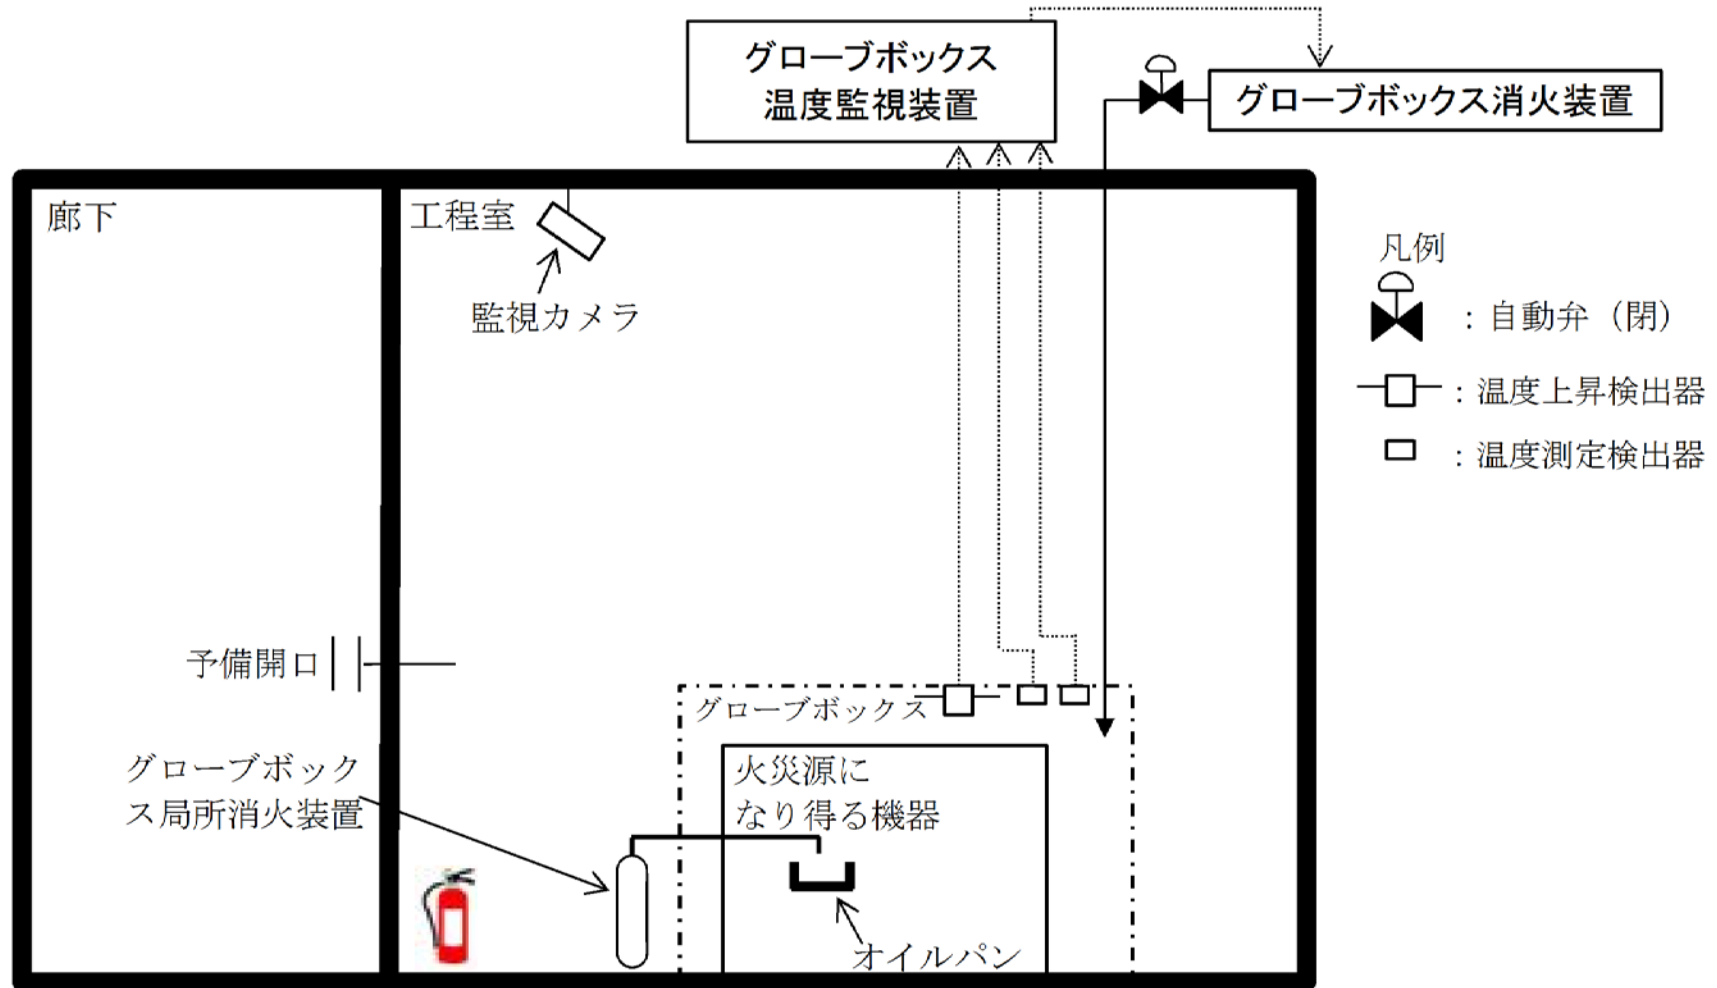 グローブボックス
温度監視装置
グローブボックス消火装置
廊下
工程室
監視カメラ
凡例
：自動弁（閉）
：温度上昇検出器
：温度測定検出器
予備開口
グローブボックス
グローブボック
ス局所消火装置
火災源に
なり得る機器
オイルパン